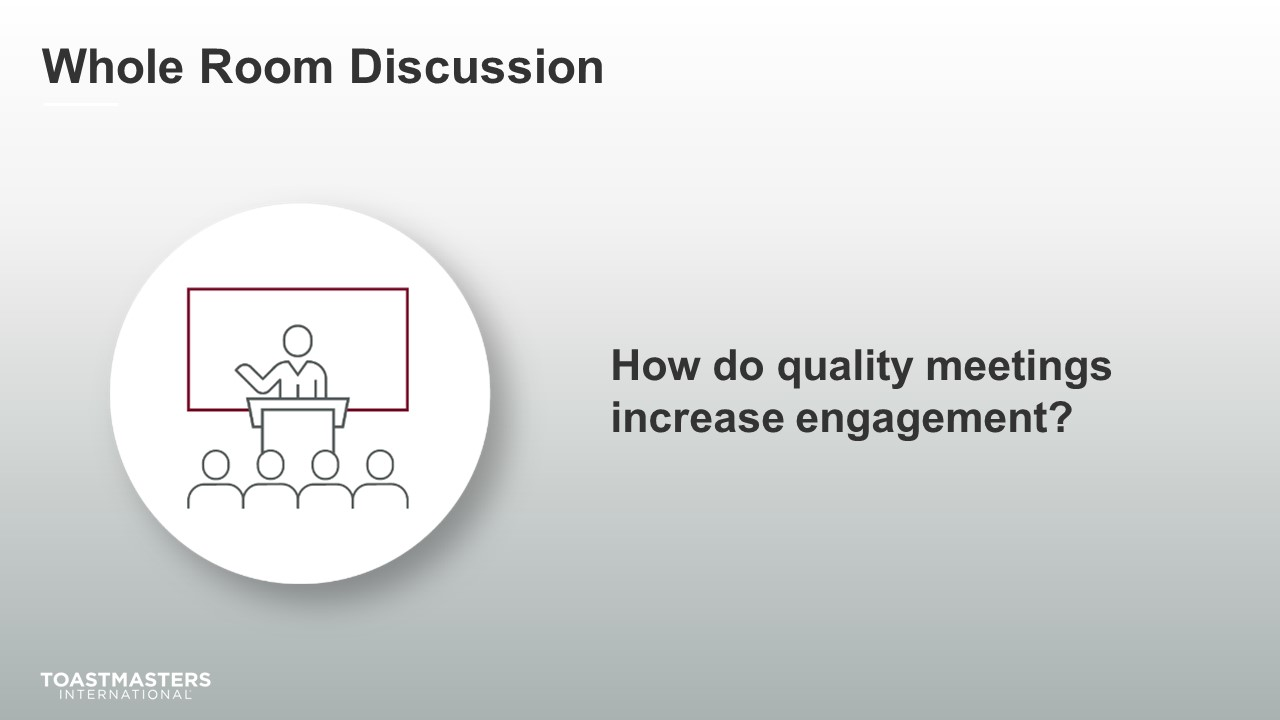 Whole Room Discussion
How do quality meetings
increase engagement?
TOASTMASTERS
INTERNATIONAL